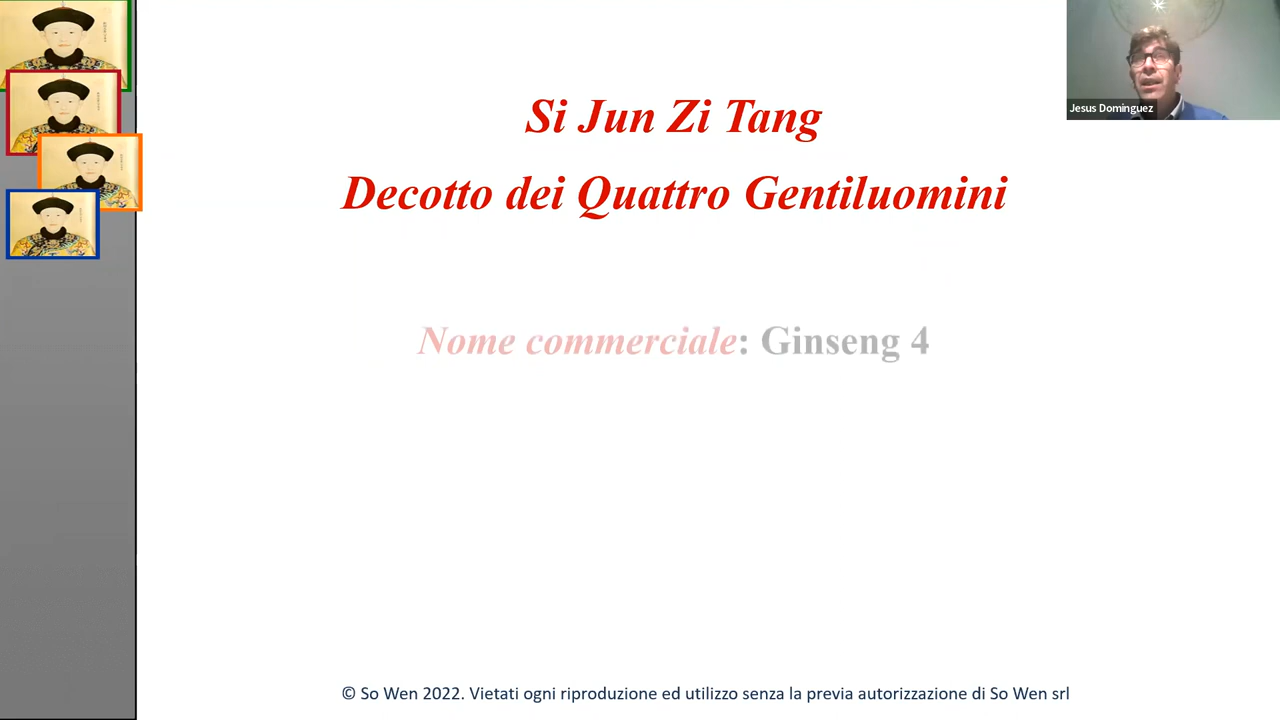 Si Jun Zi Tang
Jesus Dominguez
Decotto dei Quattro Gentiluomini
Nome commerciale: Ginseng 4
© So Wen 2022. Vietati ogni riproduzione ed utilizzo senza la previa autorizzazione di So Wen srl